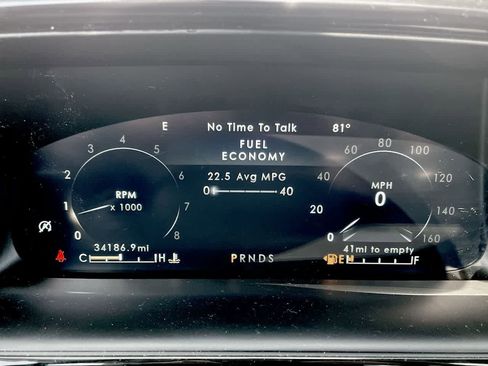 E No Time To Talk 81°
FUEL
ECONOMY
22.5 Avg MPG
0 40
0 1 2 3 4 5 6 7 8
RPM
x 1000
0 20 40 60 80 100 120 140 160
MPH
0
34186.9mi
41mi to empty
C H
PRNDS
E F